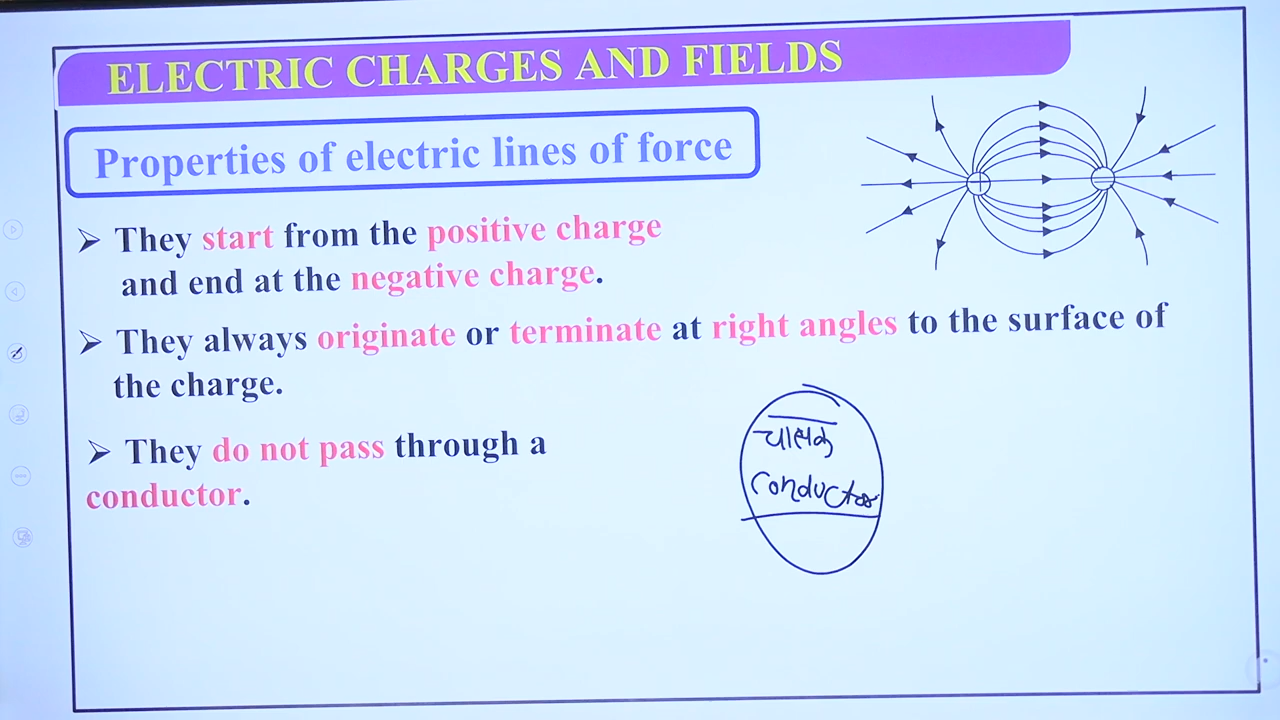 ELECTRIC CHARGES AND FIELDS
Properties of electric lines of force
➤ They start from the positive charge
and end at the negative charge.
➤ They always originate or terminate at right angles to the surface of
the charge.
➤ They do not pass through a
conductor.
चालक
conductor